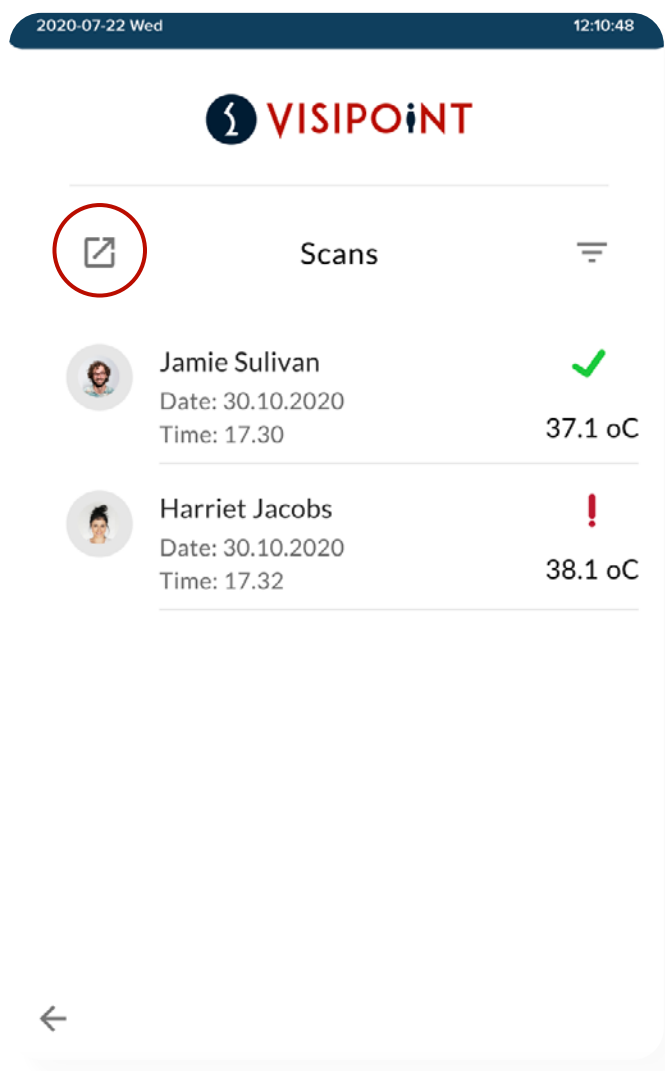 2020-07-22 Wed 12:10:48
VISIPOiNT
Scans
Jamie Sulivan
Date: 30.10.2020
Time: 17.30
37.1 oC
Harriet Jacobs
Date: 30.10.2020
Time: 17.32
38.1 oC